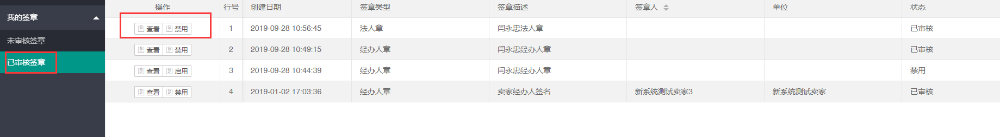 我的签章
未审核签章
已审核签章
操作 行号 创建日期 签章类型 签章描述 签章人 单位 状态
查看 禁用 1 2019-09-28 10:56:45 法人章 闫永忠法人章 已审核
查看 禁用 2 2019-09-28 10:49:15 经办人章 闫永忠经办人章 已审核
查看 启用 3 2019-09-28 10:44:39 经办人章 闫永忠经办人章 禁用
查看 禁用 4 2019-01-02 17:03:36 经办人章 卖家经办人签名 新系统测试卖家3 新系统测试卖家 已审核